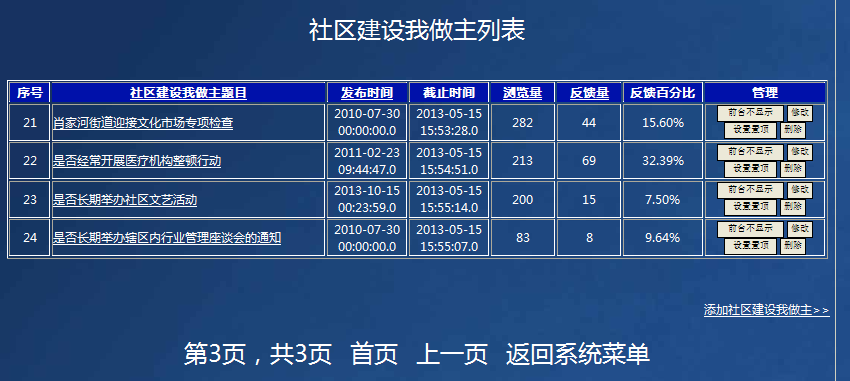 社区建设我做主列表
序号 社区建设我做主题目 发布时间 截止时间 浏览量 反馈量 反馈百分比 管理
21 肖家河街道迎接文化市场专项检查 2010-07-30 00:00:00.0 2013-05-15 15:53:28.0 282 44 15.60% 前台不显示 修改 设置置顶 删除
22 是否经常开展医疗机构整顿行动 2011-02-23 09:44:47.0 2013-05-15 15:54:51.0 213 69 32.39% 前台不显示 修改 设置置顶 删除
23 是否长期举办社区文艺活动 2013-10-15 00:23:59.0 2013-05-15 15:55:14.0 200 15 7.50% 前台不显示 修改 设置置顶 删除
24 是否长期举办辖区内行业管理座谈会的通知 2010-07-30 00:00:00.0 2013-05-15 15:55:07.0 83 8 9.64% 前台不显示 修改 设置置顶 删除
添加社区建设我做主>>
第3页，共3页 首页 上一页 返回系统菜单